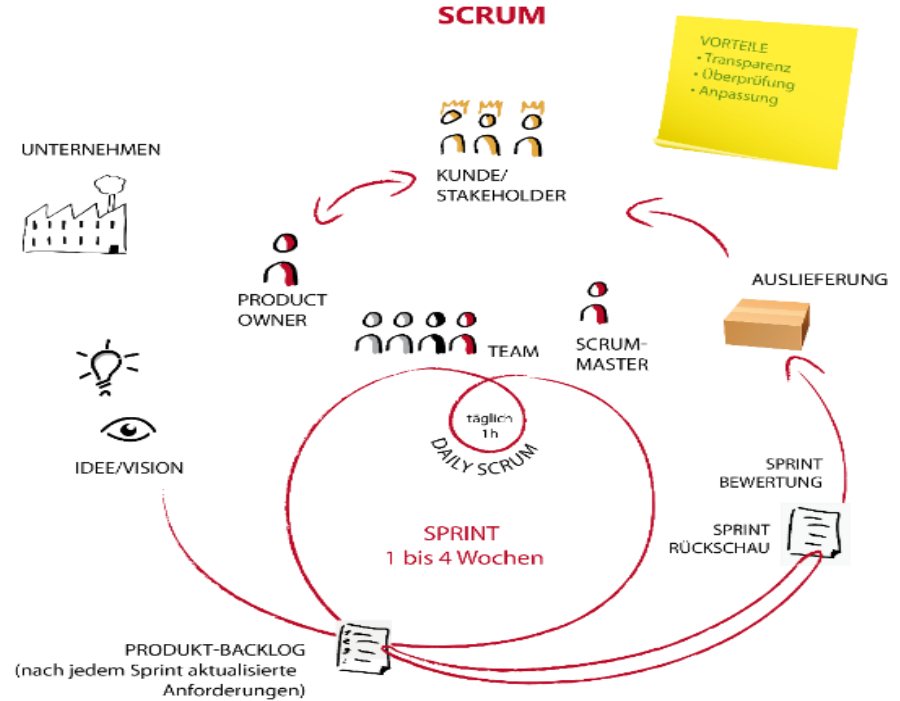 SCRUM
VORTEILE
• Transparenz
• Überprüfung
• Anpassung
UNTERNEHMEN
KUNDE/
STAKEHOLDER
PRODUCT
OWNER
TEAM
SCRUM-
MASTER
AUSLIEFERUNG
täglich
1h
DAILY SCRUM
IDEE/VISION
SPRINT
1 bis 4 Wochen
SPRINT
BEWERTUNG
SPRINT
RÜCKSCHAU
PRODUKT-BACKLOG
(nach jedem Sprint aktualisierte
Anforderungen)